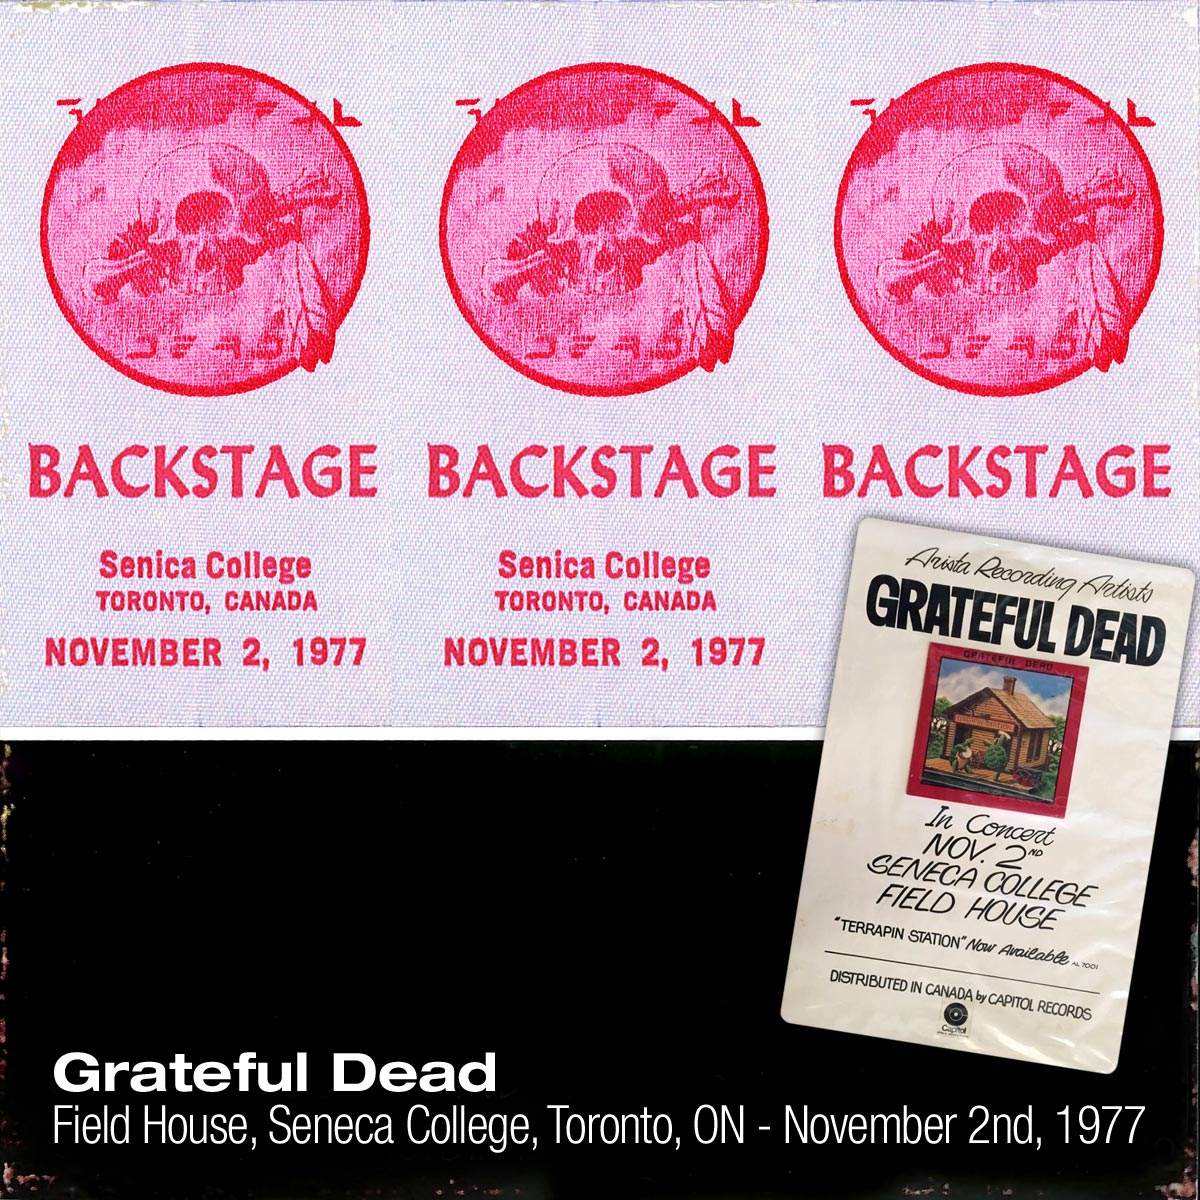 BACKSTAGE BACKSTAGE BACKSTAGE
Senica College Senica College
TORONTO, CANADA TORONTO, CANADA
NOVEMBER 2, 1977 NOVEMBER 2, 1977
Arista Recording Artists
GRATEFUL DEAD
GRATEFUL DEAD
In Concert
NOV. 2ND
SENECA COLLEGE
FIELD HOUSE
"TERRAPIN STATION" Now Available AL 7001
DISTRIBUTED IN CANADA by CAPITOL RECORDS
Capitol
Grateful Dead
Field House, Seneca College, Toronto, ON - November 2nd, 1977